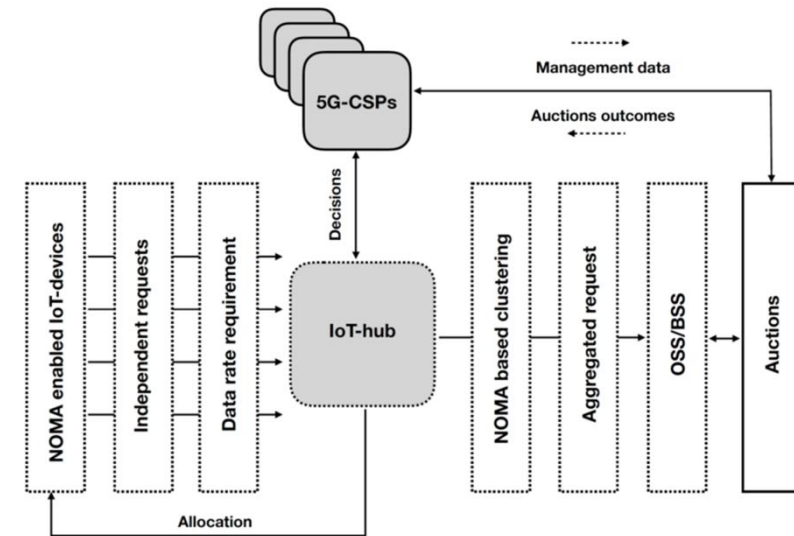 5G-CSPs
Management data
Auctions outcomes
Decisions
NOMA enabled IoT-devices
Independent requests
Data rate requirement
IoT-hub
NOMA based clustering
Aggregated request
OSS/BSS
Auctions
Allocation